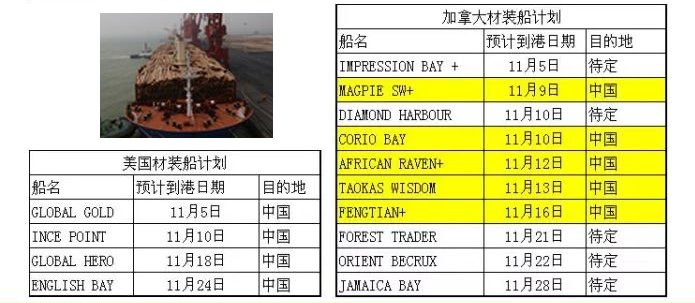 美国材装船计划
船名 预计到港日期 目的地
GLOBAL GOLD 11月5日 中国
INCE POINT 11月10日 中国
GLOBAL HERO 11月18日 中国
ENGLISH BAY 11月24日 中国
加拿大材装船计划
船名 预计到港日期 目的地
IMPRESSION BAY + 11月5日 待定
MAGPIE SW+ 11月9日 中国
DIAMOND HARBOUR 11月10日 待定
CORIO BAY 11月10日 中国
AFRICAN RAVEN+ 11月12日 中国
TAOKAS WISDOM 11月13日 中国
FENGTIAN+ 11月16日 中国
FOREST TRADER 11月21日 待定
ORIENT BECRUX 11月22日 待定
JAMAICA BAY 11月28日 待定